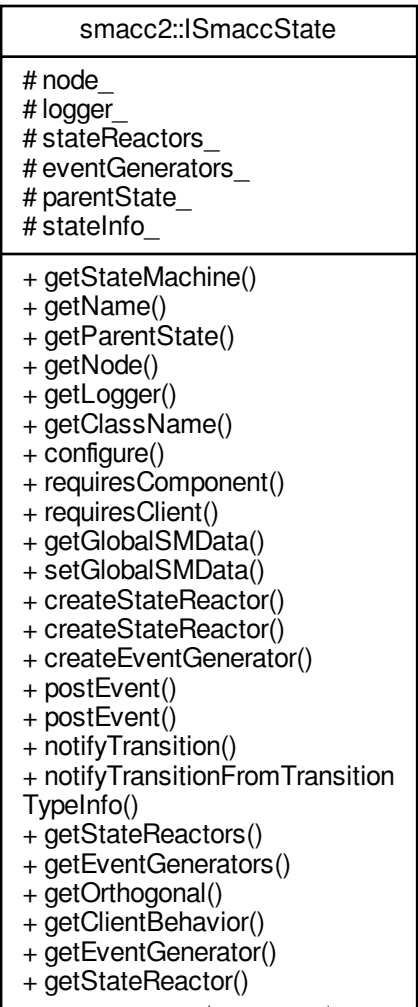 smacc2::ISmaccState
# node_
# logger_
# stateReactors_
# eventGenerators_
# parentState_
# stateInfo_
+ getStateMachine()
+ getName()
+ getParentState()
+ getNode()
+ getLogger()
+ getClassName()
+ configure()
+ requiresComponent()
+ requiresClient()
+ getGlobalSMData()
+ setGlobalSMData()
+ createStateReactor()
+ createStateReactor()
+ createEventGenerator()
+ postEvent()
+ postEvent()
+ notifyTransition()
+ notifyTransitionFromTransition
TypeInfo()
+ getStateReactors()
+ getEventGenerators()
+ getOrthogonal()
+ getClientBehavior()
+ getEventGenerator()
+ getStateReactor()